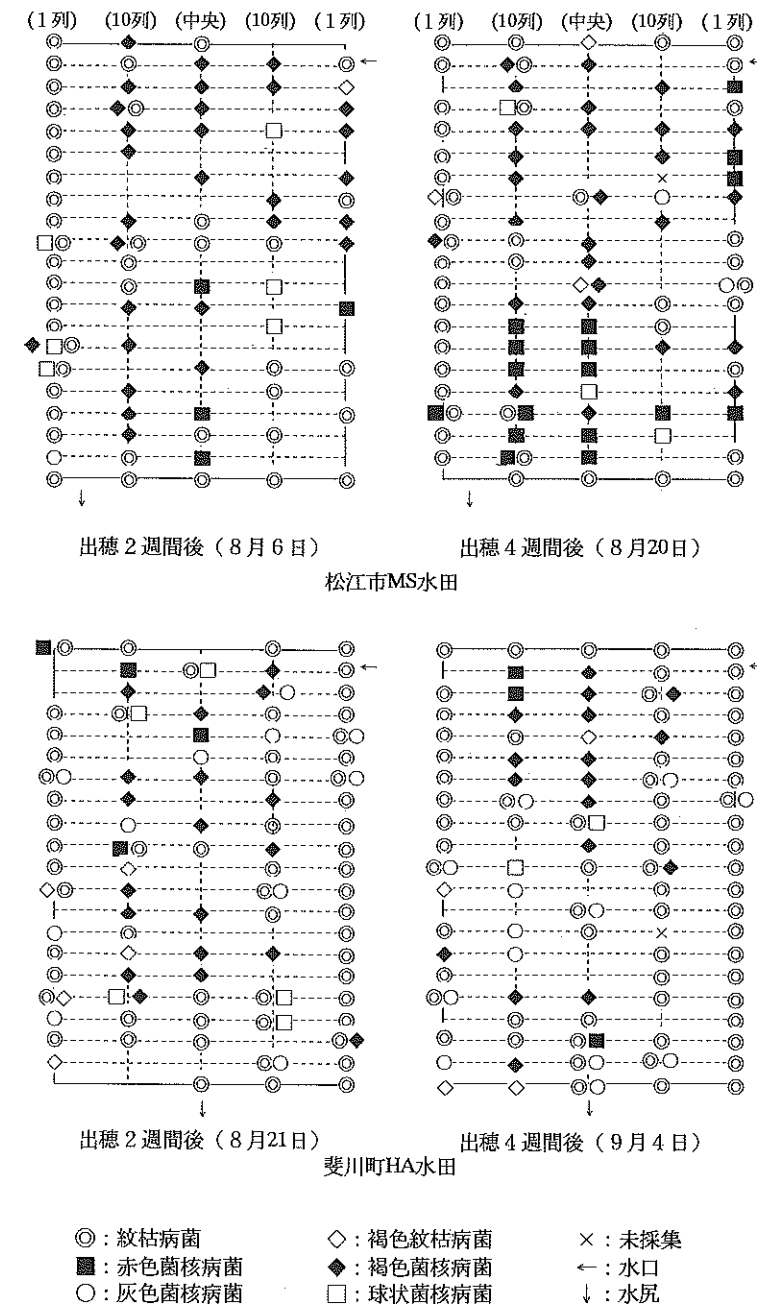 (1列) (10列) (中央) (10列) (1列) (1列) (10列) (中央) (10列) (1列)
出穂2週間後(8月6日) 出穂4週間後(8月20日)
松江市MS水田
出穂2週間後(8月21日) 出穂4週間後(9月4日)
斐川町HA水田
◎:紋枯病菌 ◇:褐色紋枯病菌 ×:未採集
■:赤色菌核病菌 ◆:褐色菌核病菌 ←:水口
○:灰色菌核病菌 □:球状菌核病菌 ↓:水尻